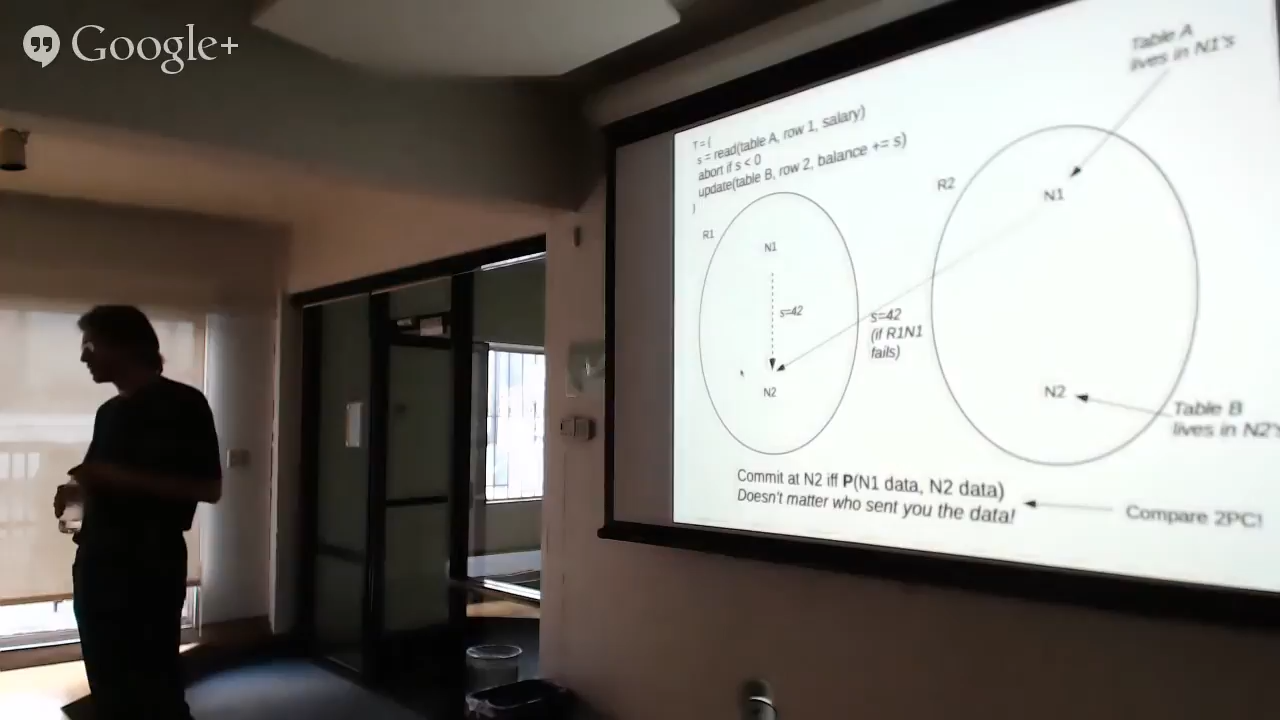 Google+
T = {
s = read(table A, row 1, salary)
abort if s < 0
update(table B, row 2, balance += s)
}
R1
N1
s=42
N2
s=42
(if R1N1
fails)
R2
N1
N2
Table A
lives in N1's
Table B
lives in N2's
Commit at N2 iff P(N1 data, N2 data)
Doesn't matter who sent you the data!
Compare 2PC!